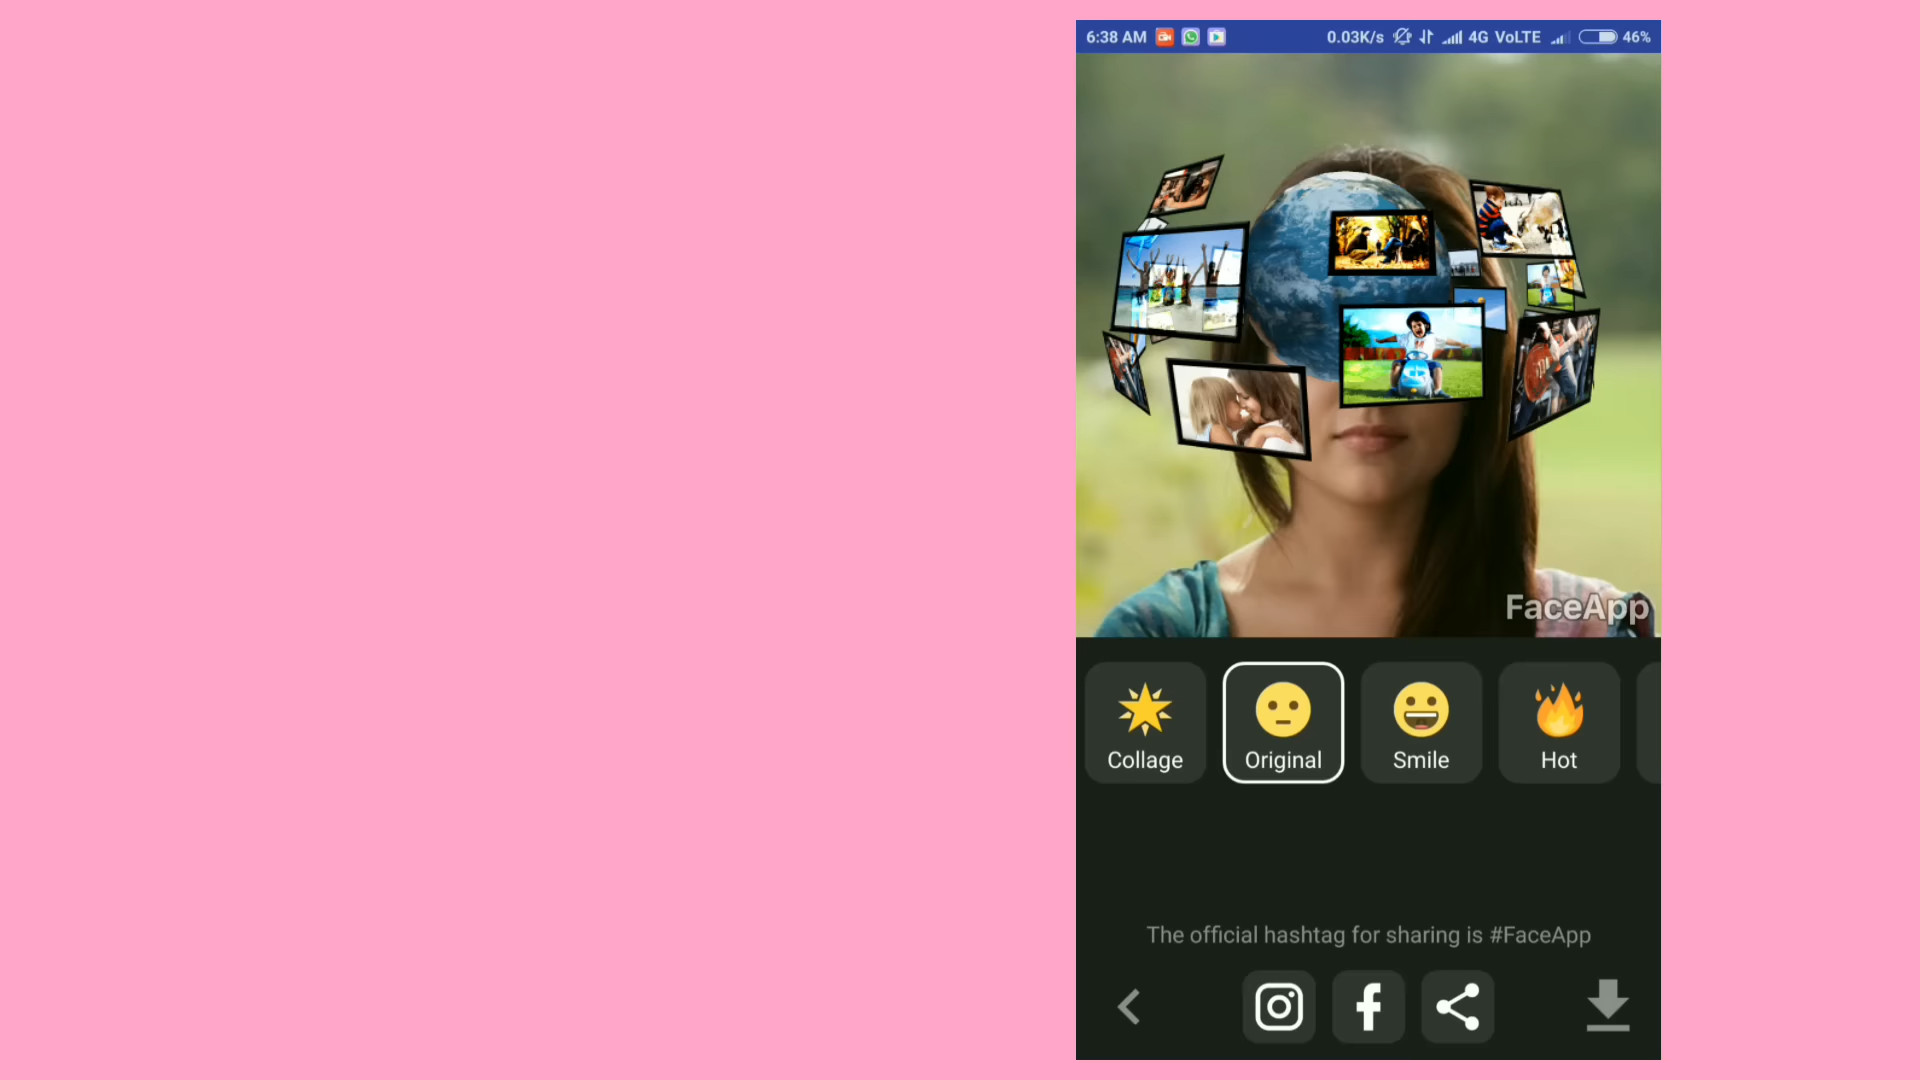 6:38 AM 0.03K/s 4G VoLTE 46%
FaceApp
Collage Original Smile Hot
The official hashtag for sharing is #FaceApp